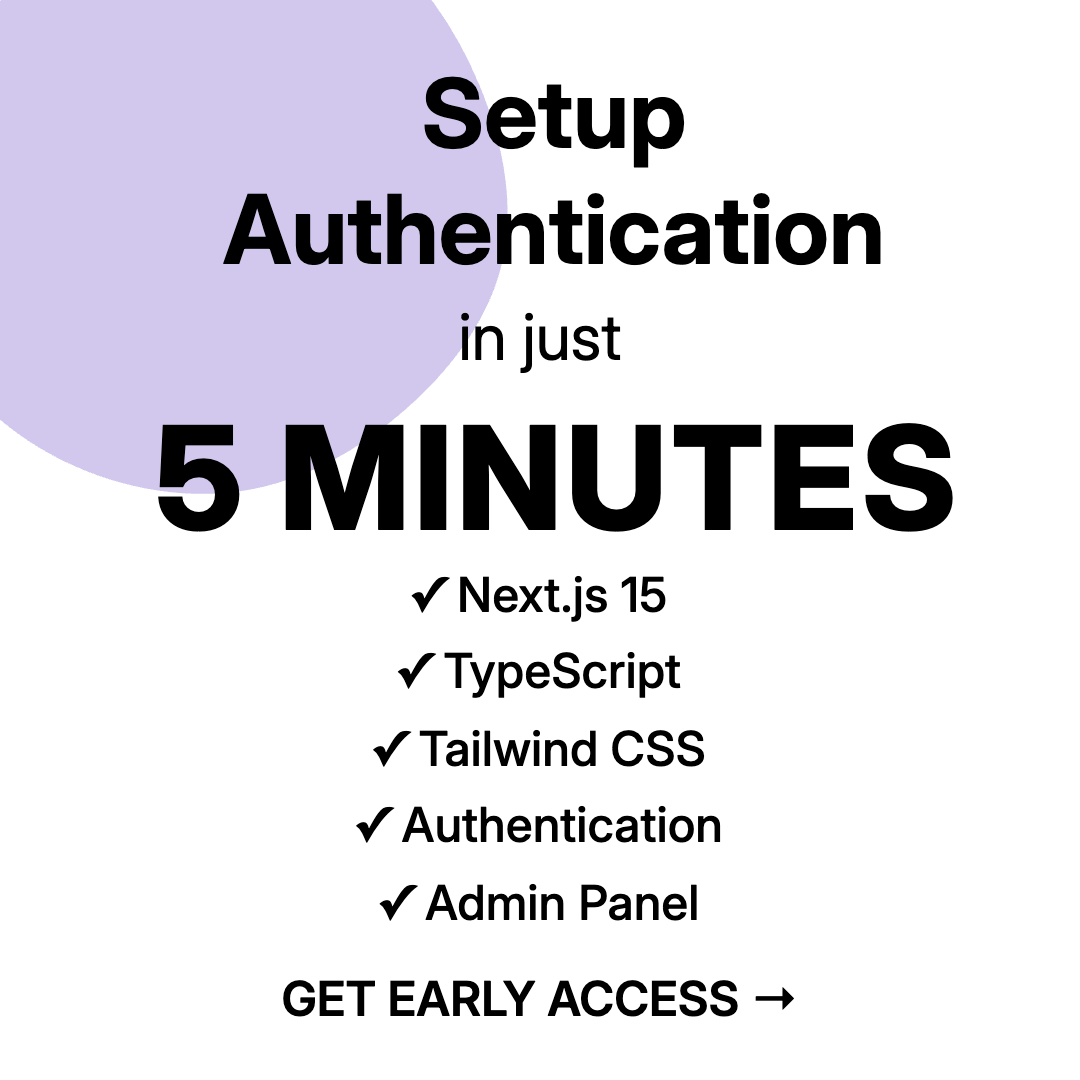 Setup
Authentication
in just
5 MINUTES
✓ Next.js 15
✓ TypeScript
✓ Tailwind CSS
✓ Authentication
✓ Admin Panel
GET EARLY ACCESS →